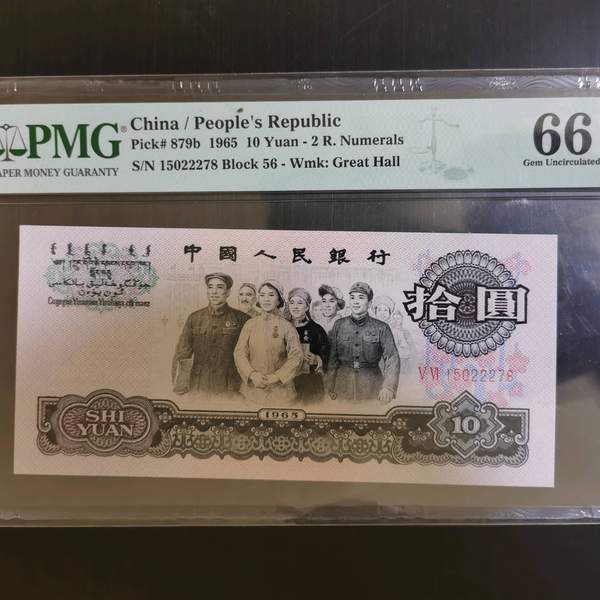 PMG
PAPER MONEY GUARANTY
China / People's Republic
Pick# 879b 1965 10 Yuan - 2 R. Numerals
S/N 15022278 Block 56 - Wmk: Great Hall
66
Gem Uncirculated
中國人民銀行
拾圓
V VI 15022278
1965
SHI
YUAN
10